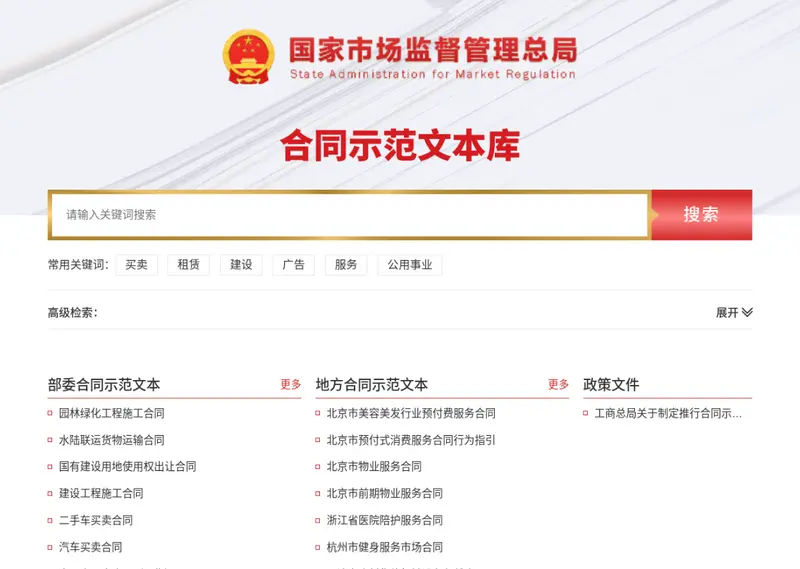 国家市场监督管理总局
State Administration for Market Regulation
合同示范文本库
请输入关键词搜索
搜索
常用关键词： 买卖 租赁 建设 广告 服务 公用事业
高级检索：
展开
部委合同示范文本 更多
园林绿化工程施工合同
水陆联运货物运输合同
国有建设用地使用权出让合同
建设工程施工合同
二手车买卖合同
汽车买卖合同
地方合同示范文本 更多
北京市美容美发行业预付费服务合同
北京市预付式消费服务合同行为指引
北京市物业服务合同
北京市前期物业服务合同
浙江省医院陪护服务合同
杭州市健身服务市场合同
政策文件
工商总局关于制定推行合同示...